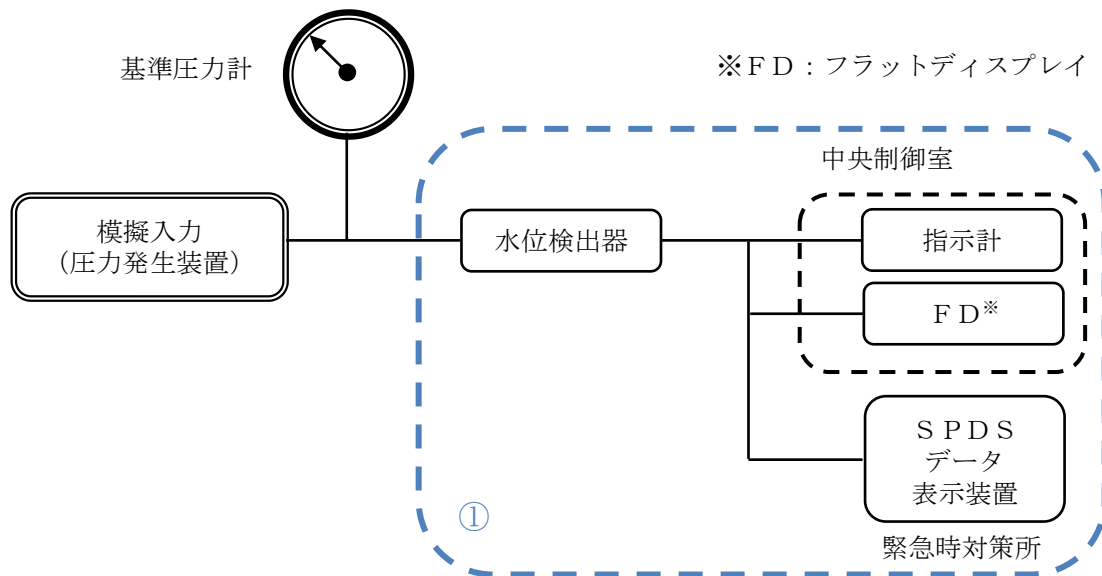 基準圧力計
※ＦＤ：フラットディスプレイ
中央制御室
模擬入力
（圧力発生装置）
水位検出器
指示計
ＦＤ※
ＳＰＤＳ
データ
表示装置
①
緊急時対策所